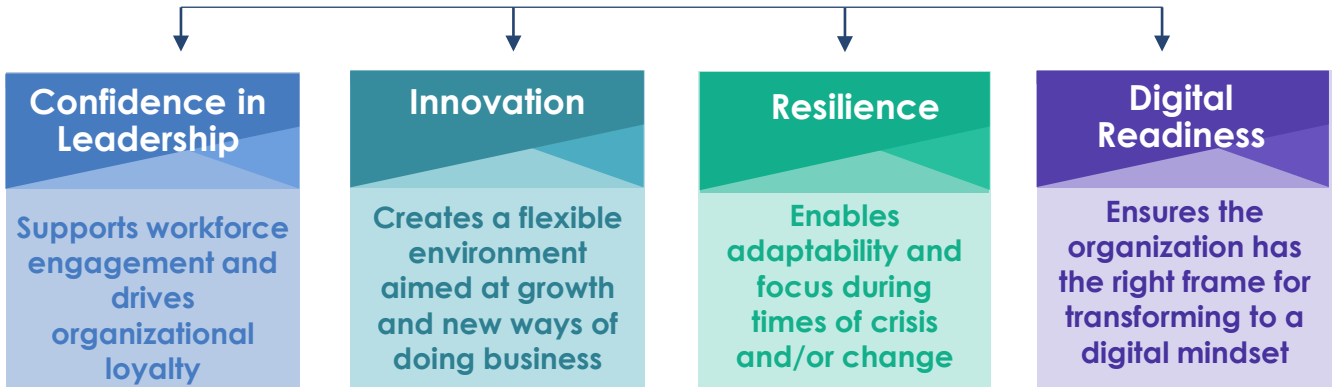 Confidence in
Leadership
Supports workforce
engagement and
drives
organizational
loyalty
Innovation
Creates a flexible
environment
aimed at growth
and new ways of
doing business
Resilience
Enables
adaptability and
focus during
times of crisis
and/or change
Digital
Readiness
Ensures the
organization has
the right frame for
transforming to a
digital mindset